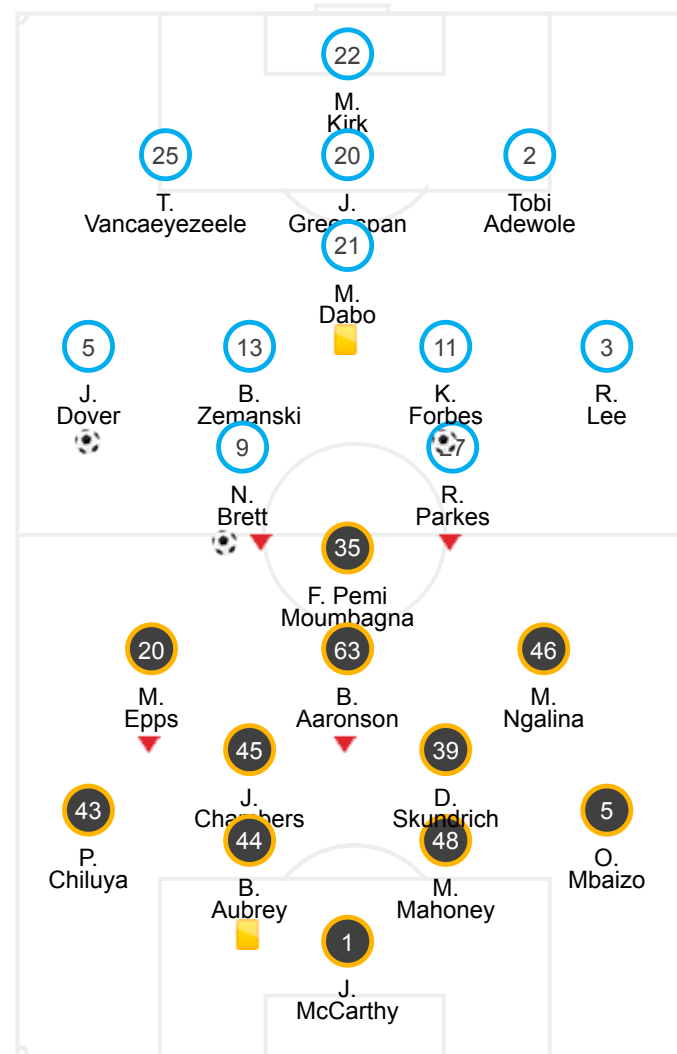 22
M.
Kirk
25
20
2
T.
Vancaeyezeele
J.
Greenspan
Tobi
Adewole
21
M.
Dabo
5
13
11
3
J.
Dover
B.
Zemanski
K.
Forbes
R.
Lee
9
27
N.
Brett
R.
Parkes
35
F. Pemi
Moumbagna
20
63
46
M.
Epps
B.
Aaronson
M.
Ngalina
45
39
J.
Chambers
D.
Skundrich
43
5
P.
Chiluya
O.
Mbaizo
44
48
B.
Aubrey
M.
Mahoney
1
J.
McCarthy